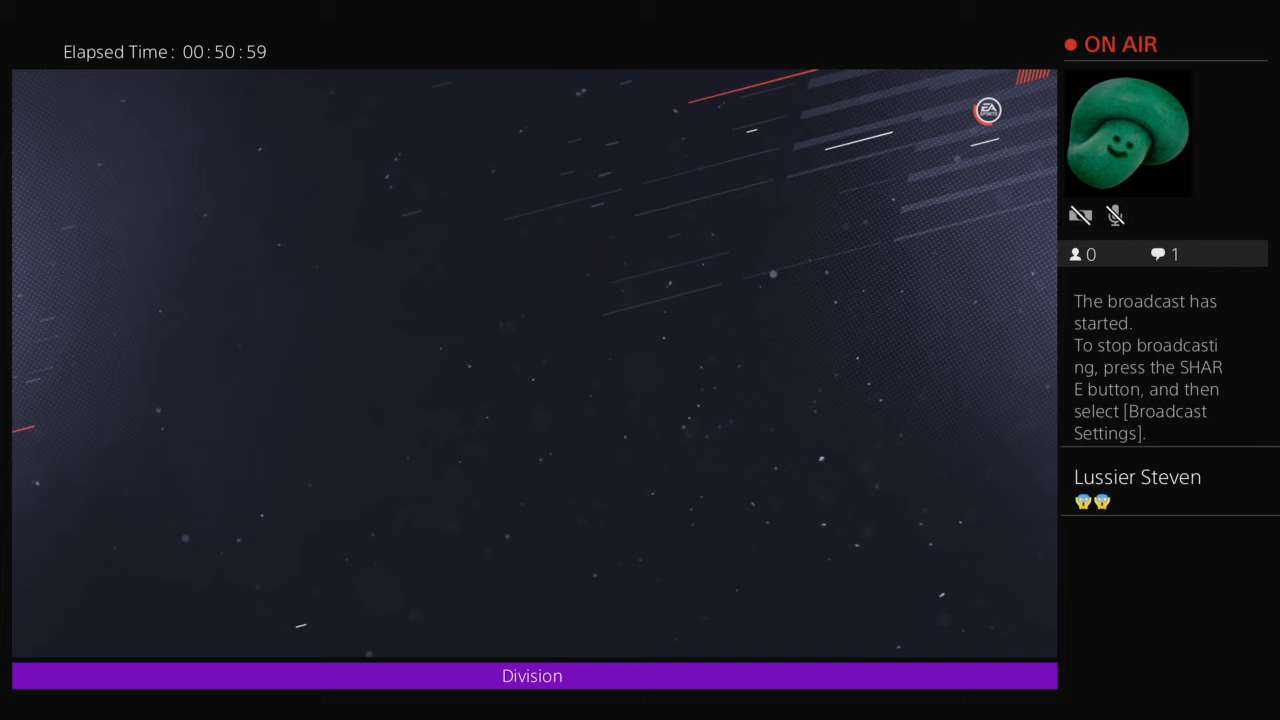 Elapsed Time: 00:50:59
ON AIR
EA
SPORTS
0
1
The broadcast has
started.
To stop broadcasti
ng, press the SHAR
E button, and then
select [Broadcast
Settings].
Lussier Steven
😱😱
Division